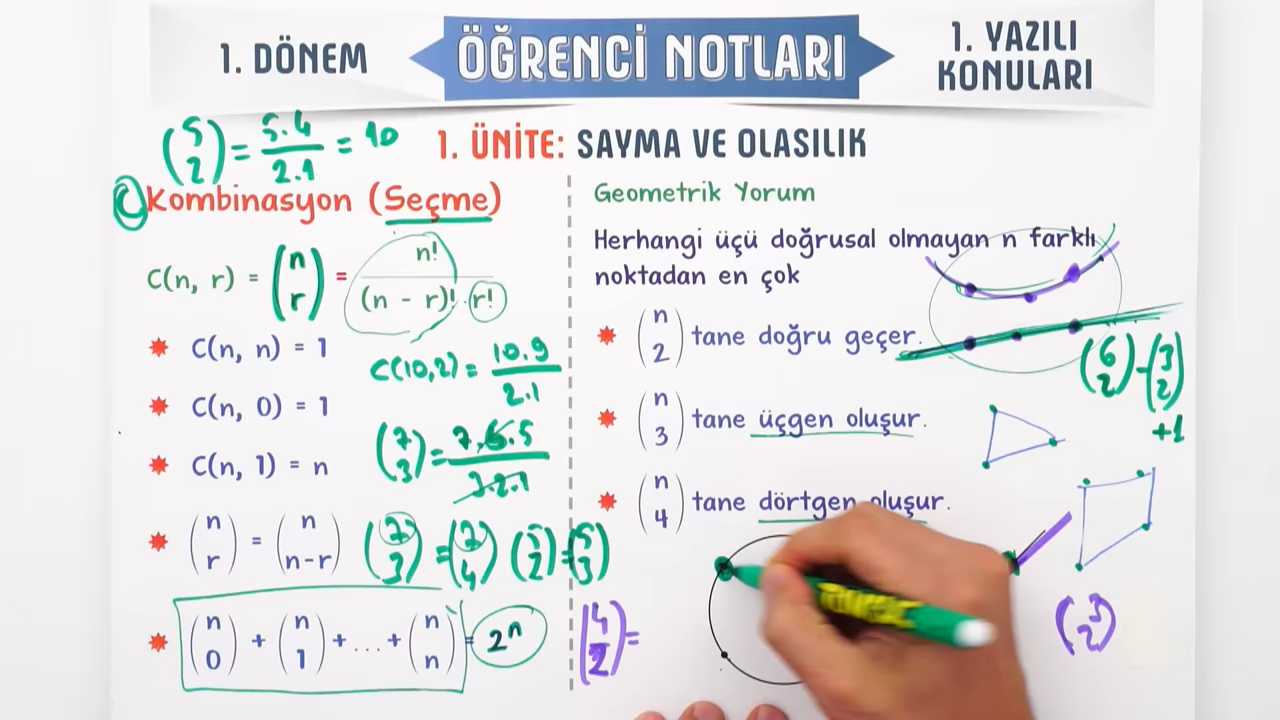 1. DÖNEM
ÖĞRENCİ NOTLARI
1. YAZILI
KONULARI
1. ÜNİTE: SAYMA VE OLASILIK
(5 2) = 5.4 / 2.1 = 10
Kombinasyon (Seçme)
C(n, r) = (n r) = n! / (n - r)! . r!
C(n, n) = 1
C(10,2) = 10.9 / 2.1
C(n, 0) = 1
C(n, 1) = n
(7 3) = 7.6.5 / 3.2.1
(n r) = (n n-r)
(7 3) = (7 4) (5 2) = (5 3)
(n 0) + (n 1) + ... + (n n) = 2ⁿ
Geometrik Yorum
Herhangi üçü doğrusal olmayan n farklı
noktadan en çok
(n 2) tane doğru geçer.
(6 2) - (3 2)
+1
(n 3) tane üçgen oluşur.
(n 4) tane dörtgen oluşur.
(4 2) =
(3 2)